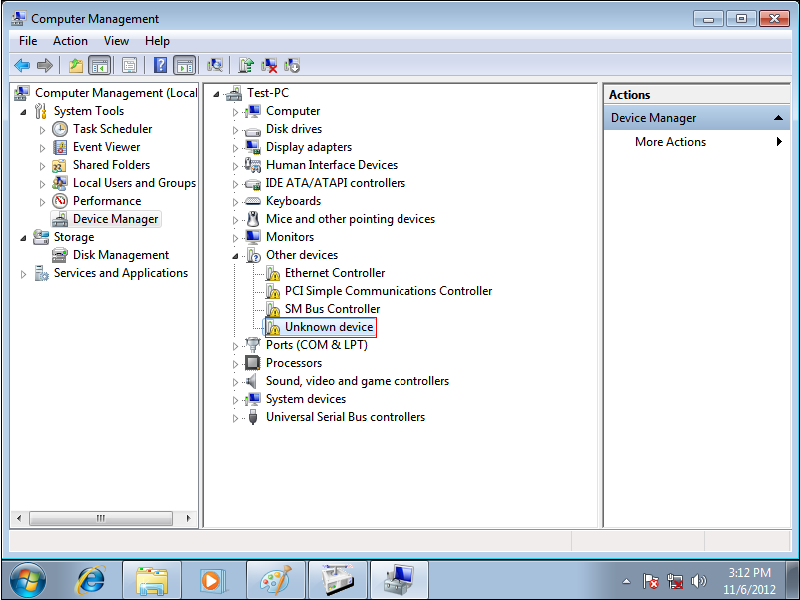 Computer Management
File Action View Help
Computer Management (Local
System Tools
Task Scheduler
Event Viewer
Shared Folders
Local Users and Groups
Performance
Device Manager
Storage
Disk Management
Services and Applications
Test-PC
Computer
Disk drives
Display adapters
Human Interface Devices
IDE ATA/ATAPI controllers
Keyboards
Mice and other pointing devices
Monitors
Other devices
Ethernet Controller
PCI Simple Communications Controller
SM Bus Controller
Unknown device
Ports (COM & LPT)
Processors
Sound, video and game controllers
System devices
Universal Serial Bus controllers
Actions
Device Manager
More Actions
3:12 PM
11/6/2012